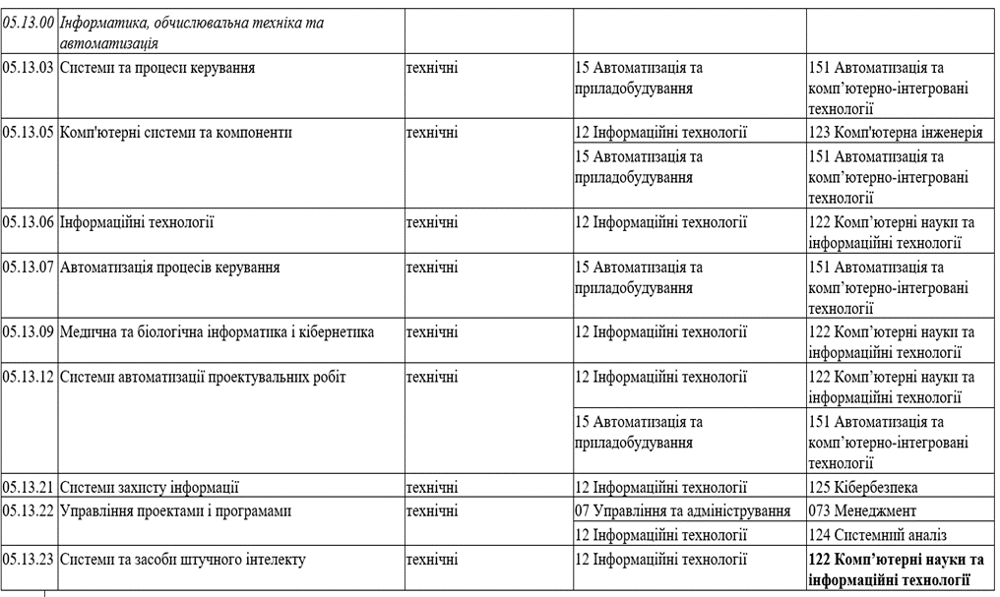 05.13.00 Інформатика, обчислювальна техніка та
автоматизація
05.13.03 Системи та процеси керування технічні 15 Автоматизація та 151 Автоматизація та
приладобудування комп’ютерно-інтегровані
технології
05.13.05 Комп'ютерні системи та компоненти технічні 12 Інформаційні технології 123 Комп'ютерна інженерія
15 Автоматизація та 151 Автоматизація та
приладобудування комп’ютерно-інтегровані
технології
05.13.06 Інформаційні технології технічні 12 Інформаційні технології 122 Комп’ютерні науки та
інформаційні технології
05.13.07 Автоматизація процесів керування технічні 15 Автоматизація та 151 Автоматизація та
приладобудування комп’ютерно-інтегровані
технології
05.13.09 Медична та біологічна інформатика і кібернетика технічні 12 Інформаційні технології 122 Комп’ютерні науки та
інформаційні технології
05.13.12 Системи автоматизації проектувальних робіт технічні 12 Інформаційні технології 122 Комп’ютерні науки та
інформаційні технології
15 Автоматизація та 151 Автоматизація та
приладобудування комп’ютерно-інтегровані
технології
05.13.21 Системи захисту інформації технічні 12 Інформаційні технології 125 Кібербезпека
05.13.22 Управління проектами і програмами технічні 07 Управління та адміністрування 073 Менеджмент
12 Інформаційні технології 124 Системний аналіз
05.13.23 Системи та засоби штучного інтелекту технічні 12 Інформаційні технології 122 Комп’ютерні науки та
інформаційні технології